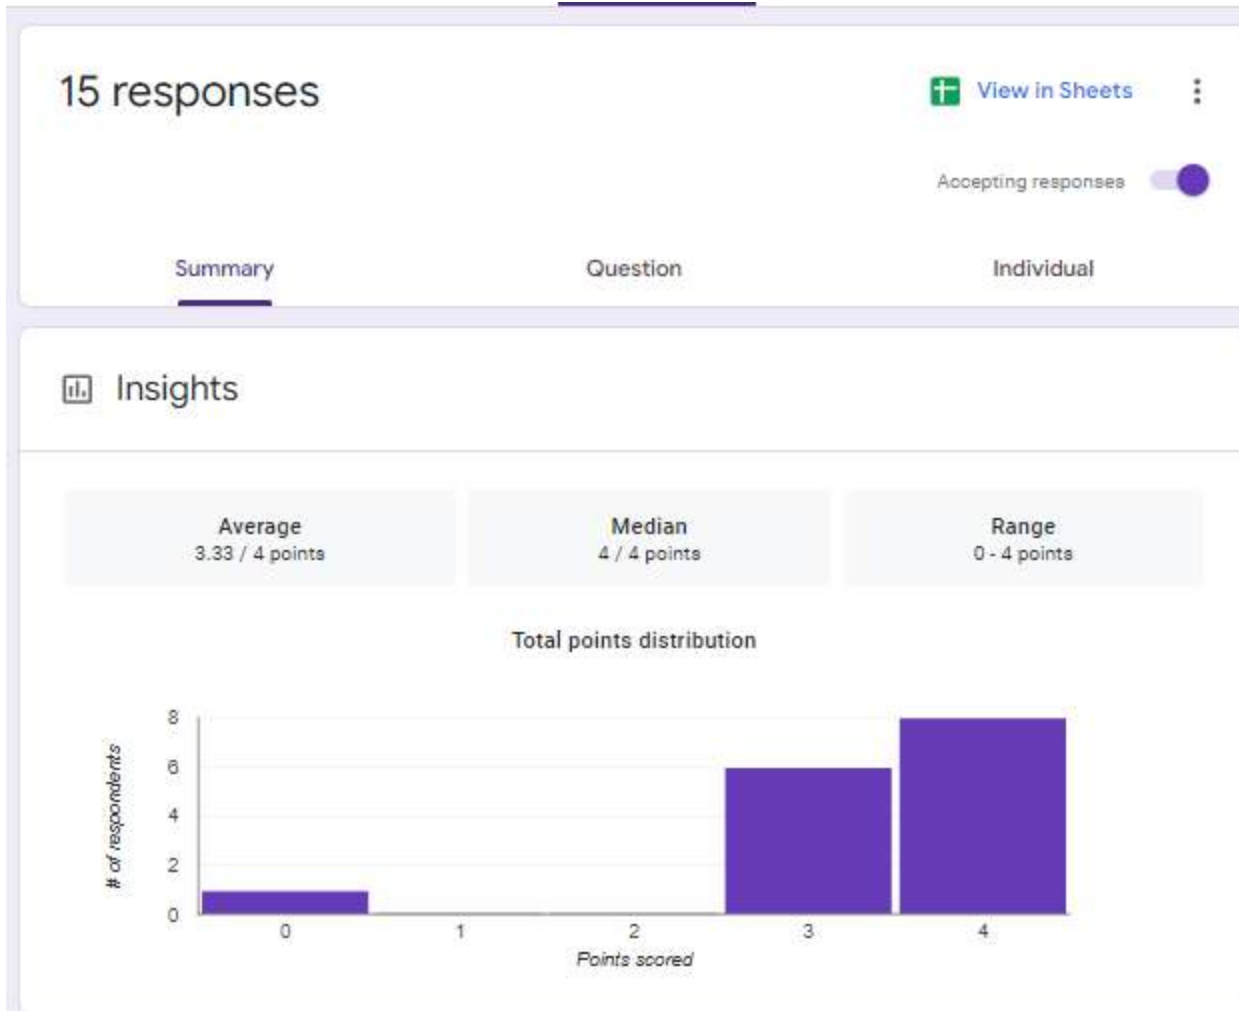 15 responses
View in Sheets
Accepting responses
Summary
Question
Individual
Insights
Average
3.33 / 4 points
Median
4 / 4 points
Range
0 - 4 points
Total points distribution
# of respondents
8
6
4
2
0
0 1 2 3 4
Points scored